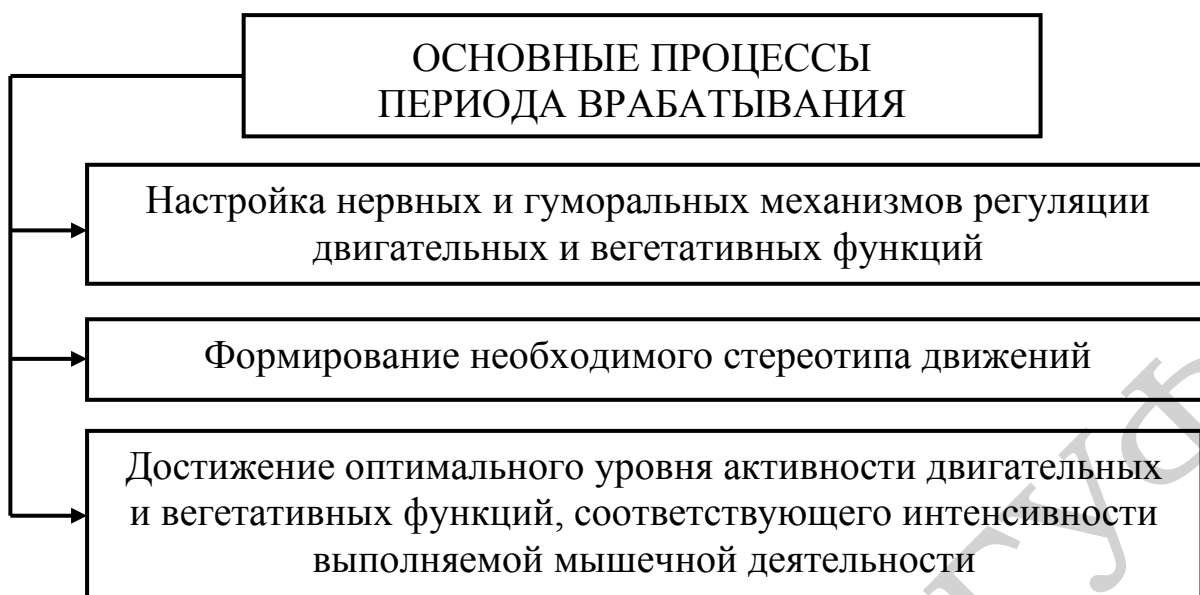 ОСНОВНЫЕ ПРОЦЕССЫ
ПЕРИОДА ВРАБАТЫВАНИЯ
Настройка нервных и гуморальных механизмов регуляции
двигательных и вегетативных функций
Формирование необходимого стереотипа движений
Достижение оптимального уровня активности двигательных
и вегетативных функций, соответствующего интенсивности
выполняемой мышечной деятельности